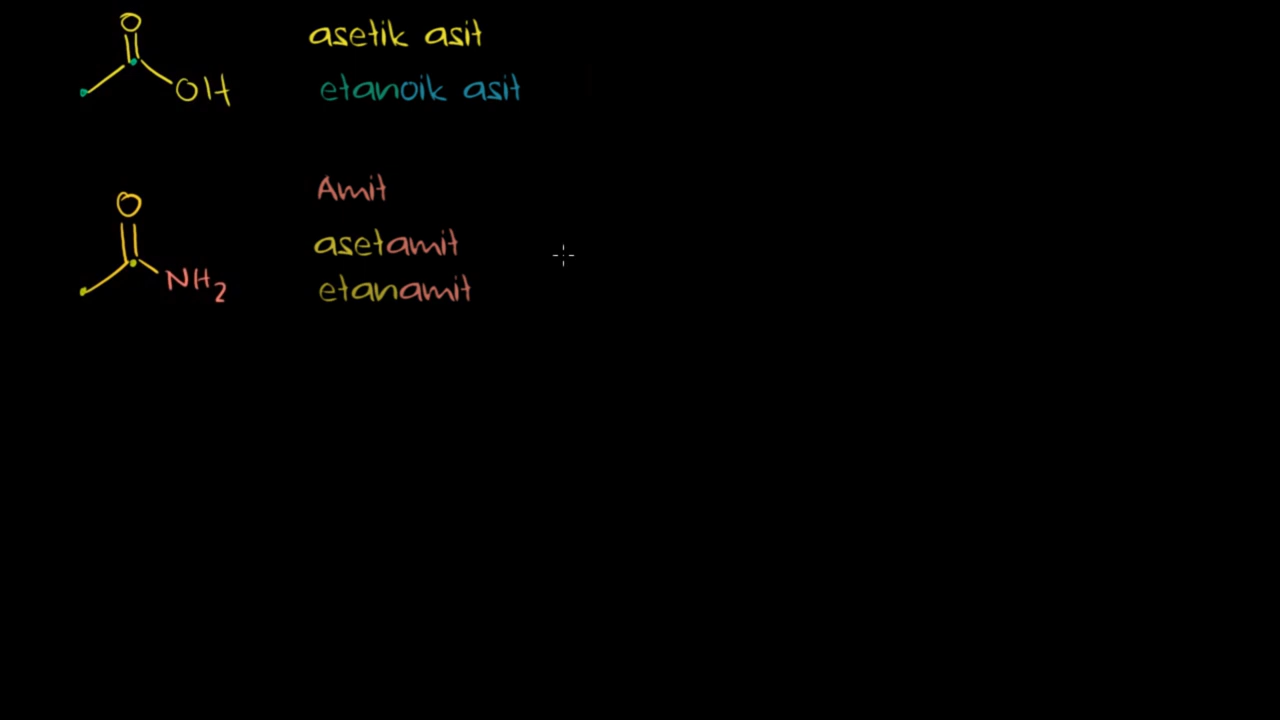 O
OH
asetik asit
etanoik asit
O
NH₂
Amit
asetamit
etanamit